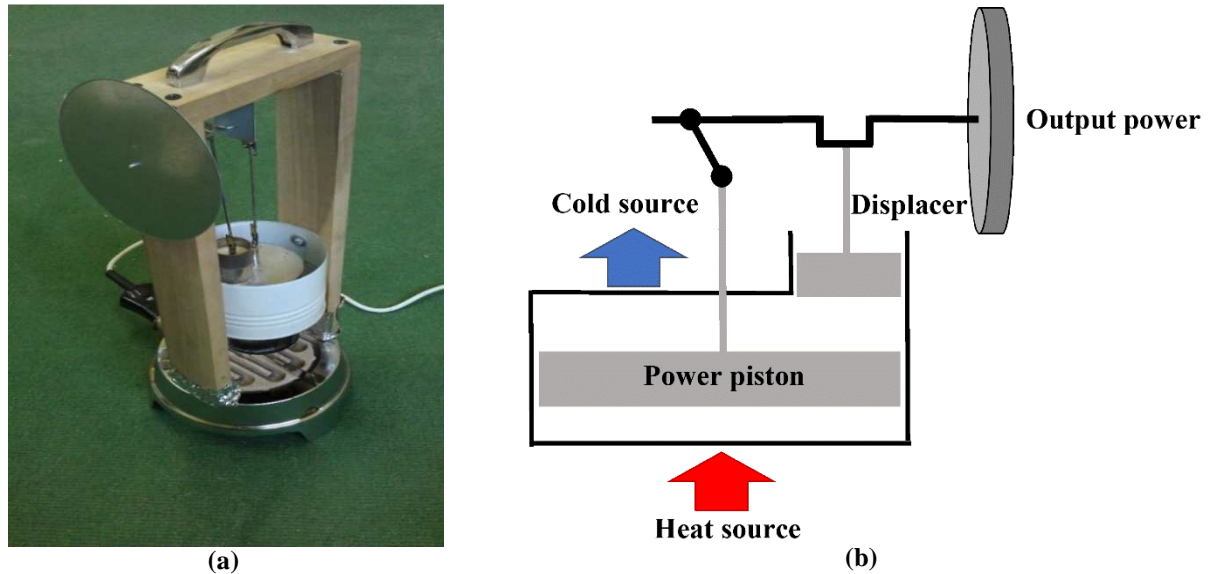 Output power
Cold source
Displacer
Power piston
Heat source
(a)
(b)